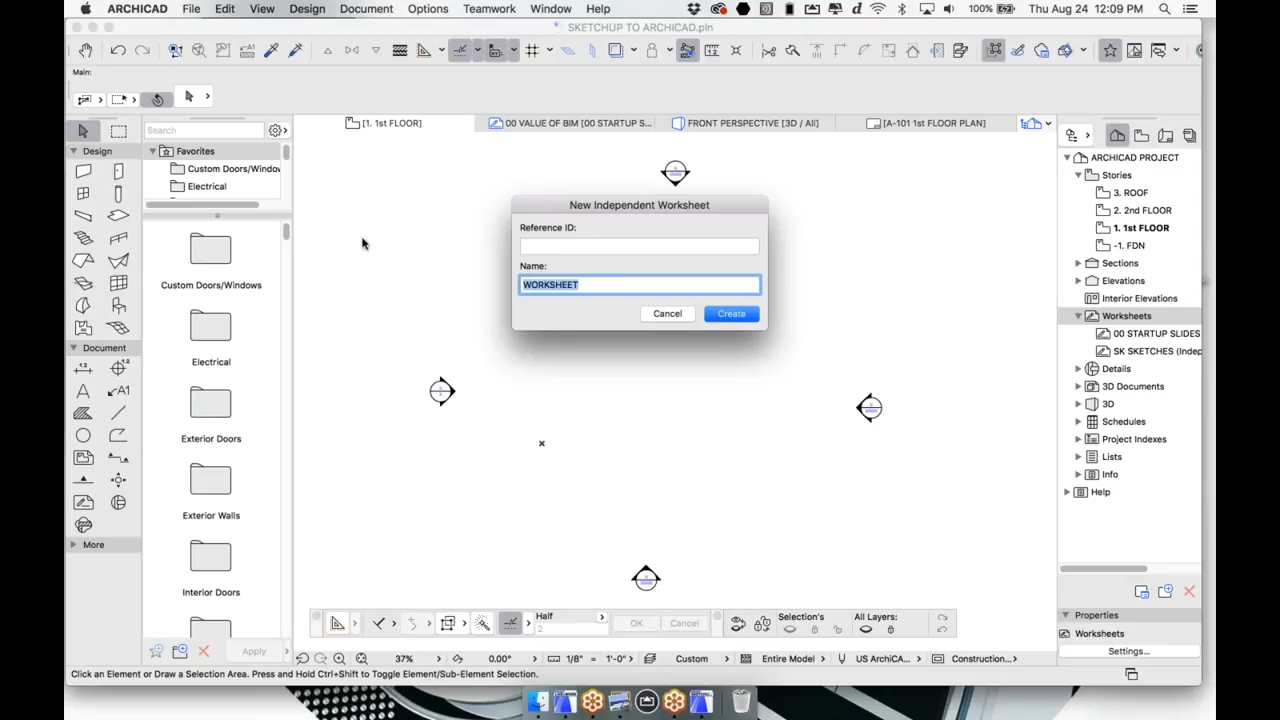 ARCHICAD File Edit View Design Document Options Teamwork Window Help 100% Thu Aug 24 12:09 PM
SKETCHUP TO ARCHICAD.pln
Main:
Search
[1. 1st FLOOR]
00 VALUE OF BIM [00 STARTUP S...
FRONT PERSPECTIVE [3D / All]
[A-101 1st FLOOR PLAN]
Design
Favorites
Custom Doors/Window
Electrical
Custom Doors/Windows
Electrical
Document
Exterior Doors
Exterior Walls
Interior Doors
More
Apply
New Independent Worksheet
Reference ID:
Name:
WORKSHEET
Cancel
Create
ARCHICAD PROJECT
Stories
3. ROOF
2. 2nd FLOOR
1. 1st FLOOR
-1. FDN
Sections
Elevations
Interior Elevations
Worksheets
00 STARTUP SLIDES
SK SKETCHES (Indep
Details
3D Documents
3D
Schedules
Project Indexes
Lists
Info
Help
Properties
Worksheets
Settings...
Half
2
OK
Cancel
Selection's
All Layers:
37%
0.00°
1/8" = 1'-0"
Custom
Entire Model
US ArchiCA...
Construction...
Click an Element or Draw a Selection Area. Press and Hold Ctrl+Shift to Toggle Element/Sub-Element Selection.